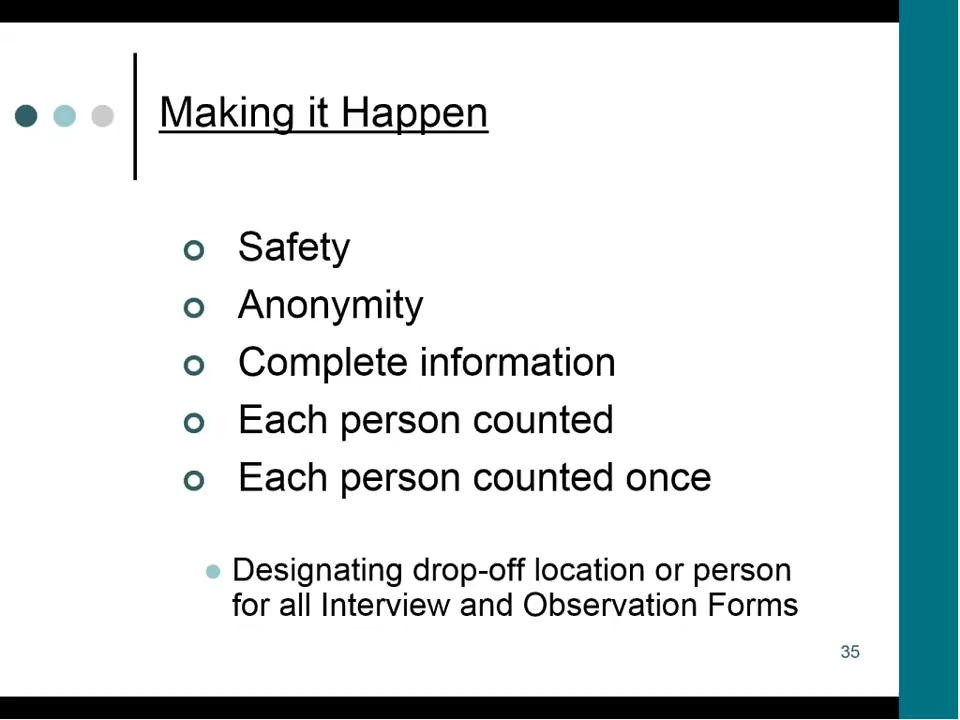 Making it Happen
Safety
Anonymity
Complete information
Each person counted
Each person counted once
Designating drop-off location or person
for all Interview and Observation Forms
35